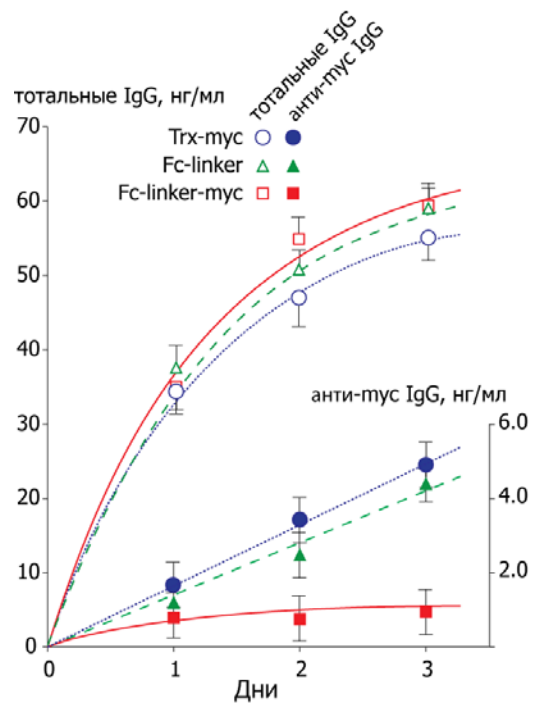 тотальные IgG
анти-myc IgG
тотальные IgG, нг/мл
70
Trx-myc
Fc-linker
60
Fc-linker-myc
50
40
анти-myc IgG, нг/мл
30
6.0
20
4.0
10
2.0
0
0 1 2 3
Дни